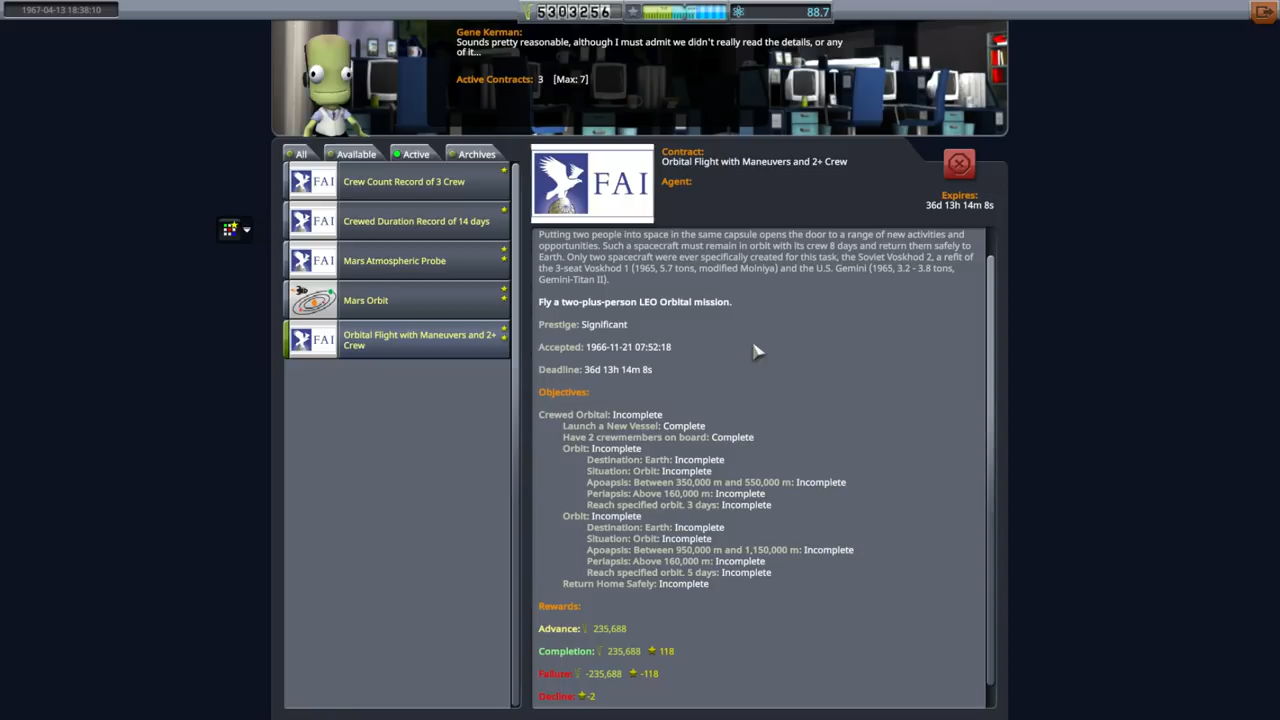 1967-04-13 18:38:10
5303256
88.7
Gene Kerman:
Sounds pretty reasonable, although I must admit we didn't really read the details, or any
of it...
Active Contracts: 3 [Max: 7]
All
Available
Active
Archives
Crew Count Record of 3 Crew
Crewed Duration Record of 14 days
Mars Atmospheric Probe
Mars Orbit
Orbital Flight with Maneuvers and 2+
Crew
FAI
FAI
FAI
FAI
FAI
Contract:
Orbital Flight with Maneuvers and 2+ Crew
Agent:
Expires:
36d 13h 14m 8s
Putting two people into space in the same capsule opens the door to a range of new activities and
opportunities. Such a spacecraft must remain in orbit with its crew 8 days and return them safely to
Earth. Only two spacecraft were ever specifically created for this task, the Soviet Voskhod 2, a refit of
the 3-seat Voskhod 1 (1965, 5.7 tons, modified Molniya) and the U.S. Gemini (1965, 3.2 - 3.8 tons,
Gemini-Titan II).
Fly a two-plus-person LEO Orbital mission.
Prestige: Significant
Accepted: 1966-11-21 07:52:18
Deadline: 36d 13h 14m 8s
Objectives:
Crewed Orbital: Incomplete
Launch a New Vessel: Complete
Have 2 crewmembers on board: Complete
Orbit: Incomplete
Destination: Earth: Incomplete
Situation: Orbit: Incomplete
Apoapsis: Between 350,000 m and 550,000 m: Incomplete
Periapsis: Above 160,000 m: Incomplete
Reach specified orbit. 3 days: Incomplete
Orbit: Incomplete
Destination: Earth: Incomplete
Situation: Orbit: Incomplete
Apoapsis: Between 950,000 m and 1,150,000 m: Incomplete
Periapsis: Above 160,000 m: Incomplete
Reach specified orbit. 5 days: Incomplete
Return Home Safely: Incomplete
Rewards:
Advance: 235,688
Completion: 235,688 118
Failure: -235,688 -118
Decline: -2